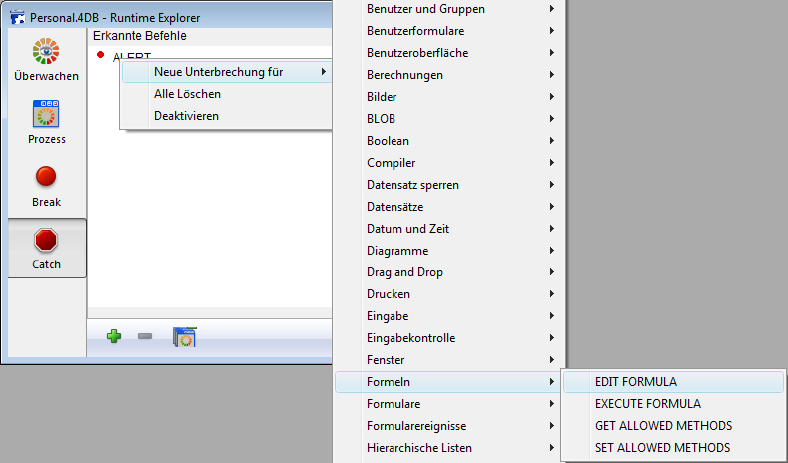 Personal.4DB - Runtime Explorer
Überwachen
Prozess
Break
Catch
Erkannte Befehle
ALERT
Neue Unterbrechung für
Alle Löschen
Deaktivieren
Benutzer und Gruppen
Benutzerformulare
Benutzeroberfläche
Berechnungen
Bilder
BLOB
Boolean
Compiler
Datensatz sperren
Datensätze
Datum und Zeit
Diagramme
Drag and Drop
Drucken
Eingabe
Eingabekontrolle
Fenster
Formeln
Formulare
Formularereignisse
Hierarchische Listen
EDIT FORMULA
EXECUTE FORMULA
GET ALLOWED METHODS
SET ALLOWED METHODS